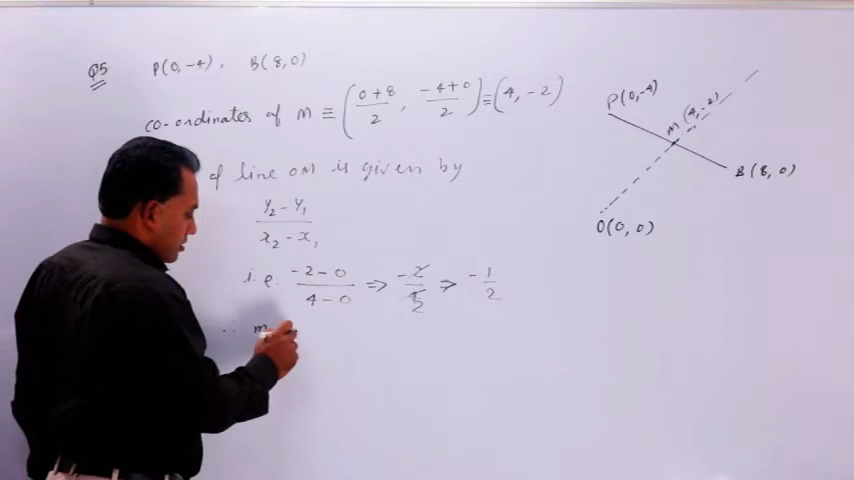 Q5 P(0,-4), B(8,0)
co-ordinates of M ≡ (0+8/2, -4+0/2) ≡ (4, -2)
of line OM is given by
y₂ - y₁ / x₂ - x₁
i.e. -2-0 / 4-0 => -2/4 2 => -1/2
∴ m
P(0,-4)
M(4,-2)
B(8, 0)
O(0, 0)